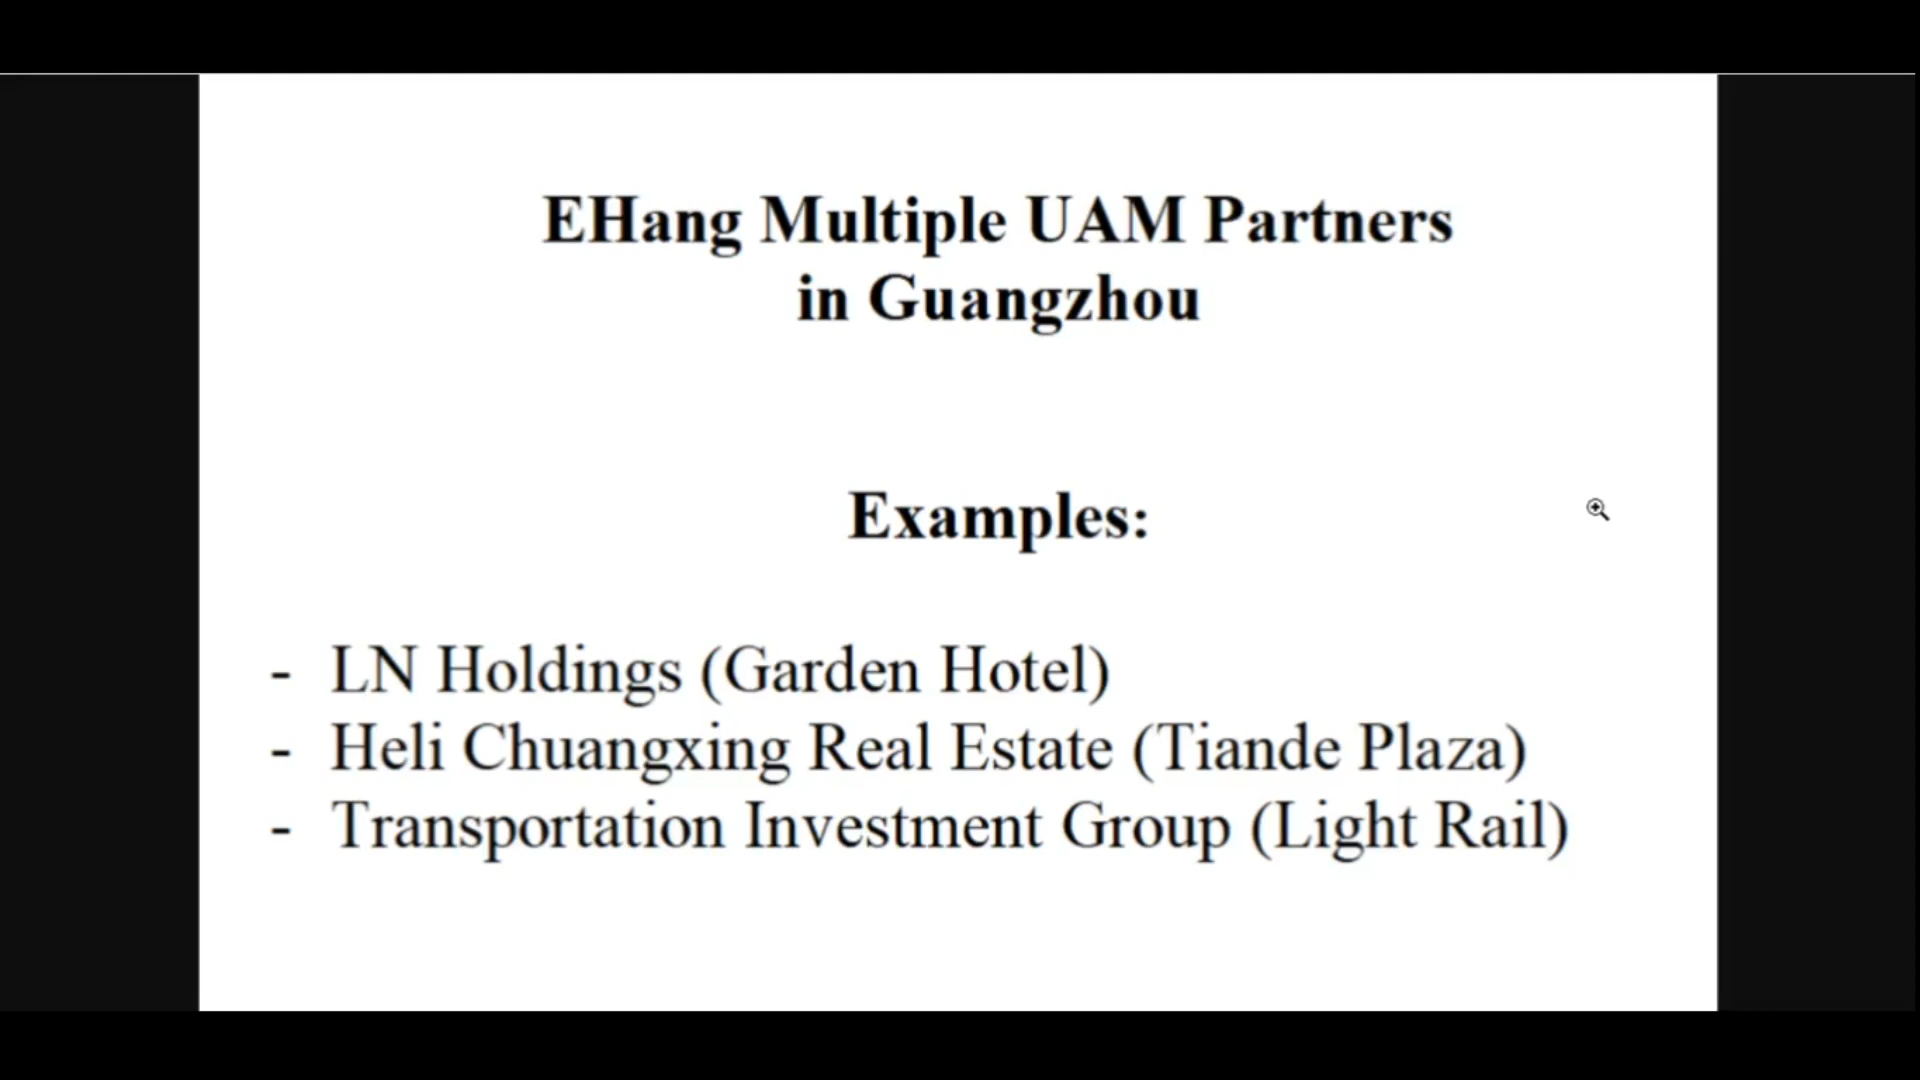 EHang Multiple UAM Partners
in Guangzhou
Examples:
- LN Holdings (Garden Hotel)
- Heli Chuangxing Real Estate (Tiande Plaza)
- Transportation Investment Group (Light Rail)